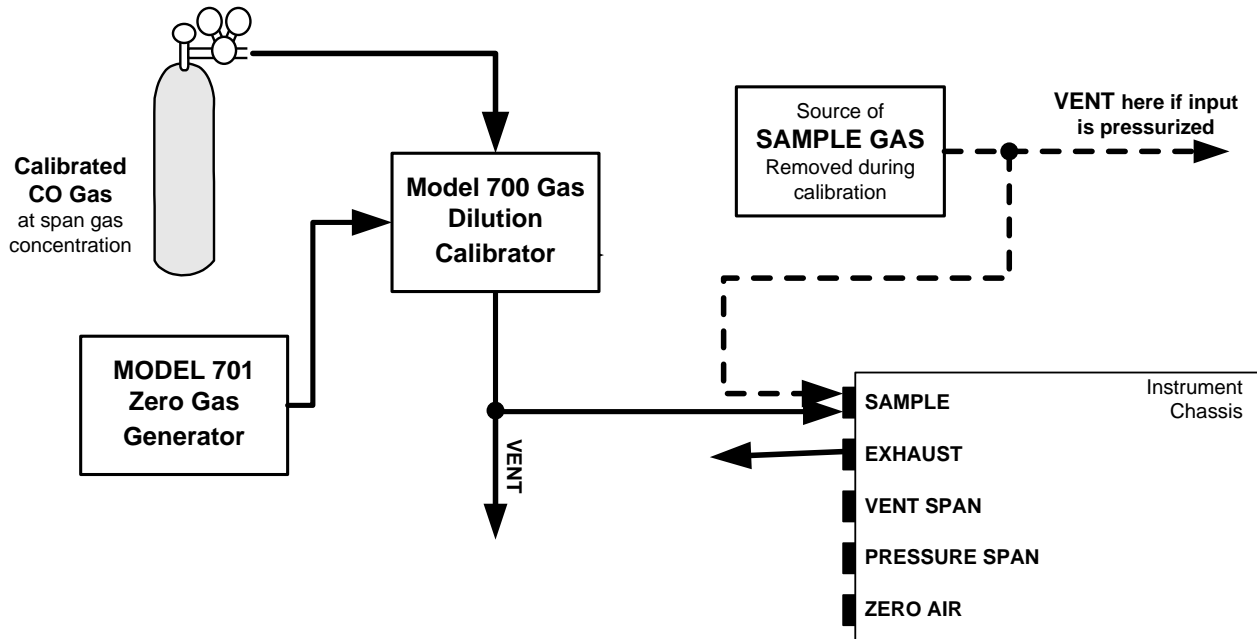 Calibrated
CO Gas
at span gas
concentration
Model 700 Gas
Dilution
Calibrator
MODEL 701
Zero Gas
Generator
VENT
Source of
SAMPLE GAS
Removed during
calibration
VENT here if input
is pressurized
Instrument
Chassis
SAMPLE
EXHAUST
VENT SPAN
PRESSURE SPAN
ZERO AIR